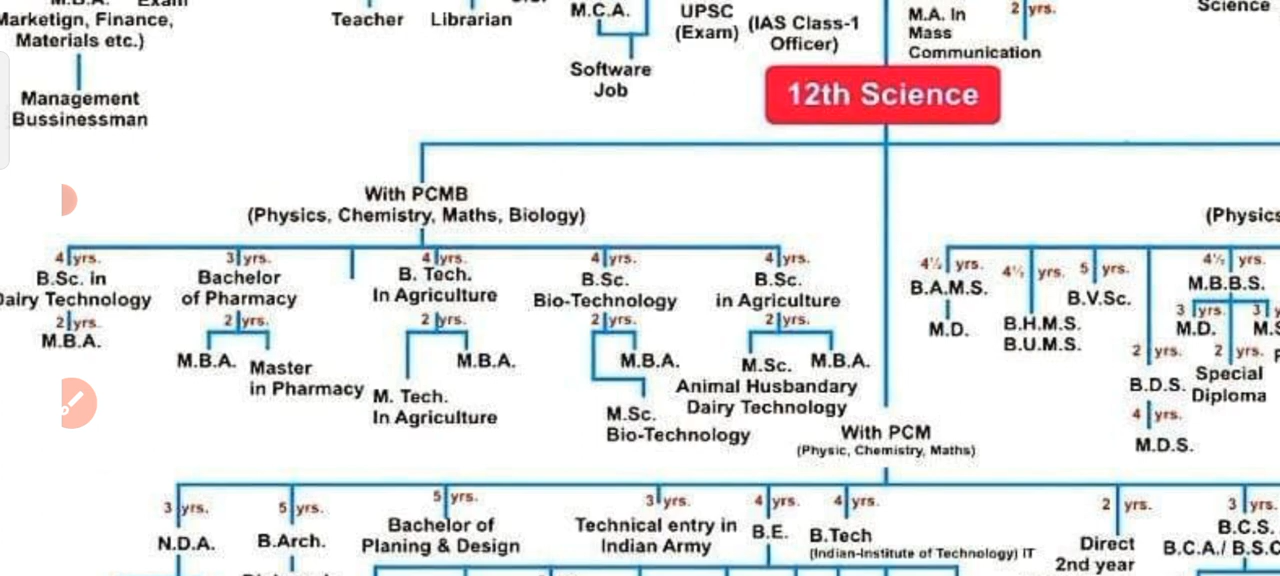 Marketign, Finance,
Materials etc.)
Management
Bussinessman
Teacher
Librarian
M.C.A.
Software
Job
UPSC
(Exam)
(IAS Class-1
Officer)
M.A. In
Mass
Communication
2 yrs.
Science
12th Science
With PCMB
(Physics, Chemistry, Maths, Biology)
4 yrs.
B.Sc. in
Dairy Technology
2 yrs.
M.B.A.
3 yrs.
Bachelor
of Pharmacy
2 yrs.
M.B.A.
Master
in Pharmacy
4 yrs.
B. Tech.
In Agriculture
2 yrs.
M.B.A.
M. Tech.
In Agriculture
4 yrs.
B.Sc.
Bio-Technology
2 yrs.
M.B.A.
M.Sc.
Bio-Technology
4 yrs.
B.Sc.
in Agriculture
2 yrs.
M.Sc.
M.B.A.
Animal Husbandary
Dairy Technology
(Physics
4½ yrs.
B.A.M.S.
M.D.
4½ yrs.
B.H.M.S.
B.U.M.S.
5 yrs.
B.V.Sc.
2 yrs.
B.D.S.
4 yrs.
M.D.S.
4½ yrs.
M.B.B.S.
3 yrs.
M.D.
3 y
M.S
2 yrs.
Special
Diploma
With PCM
(Physic, Chemistry, Maths)
3 yrs.
N.D.A.
5 yrs.
B.Arch.
5 yrs.
Bachelor of
Planing & Design
3 yrs.
Technical entry in
Indian Army
4 yrs.
B.E.
4 yrs.
B.Tech
(Indian-Institute of Technology) IT
2 yrs.
Direct
2nd year
3 yrs.
B.C.S.
B.C.A./ B.S.C